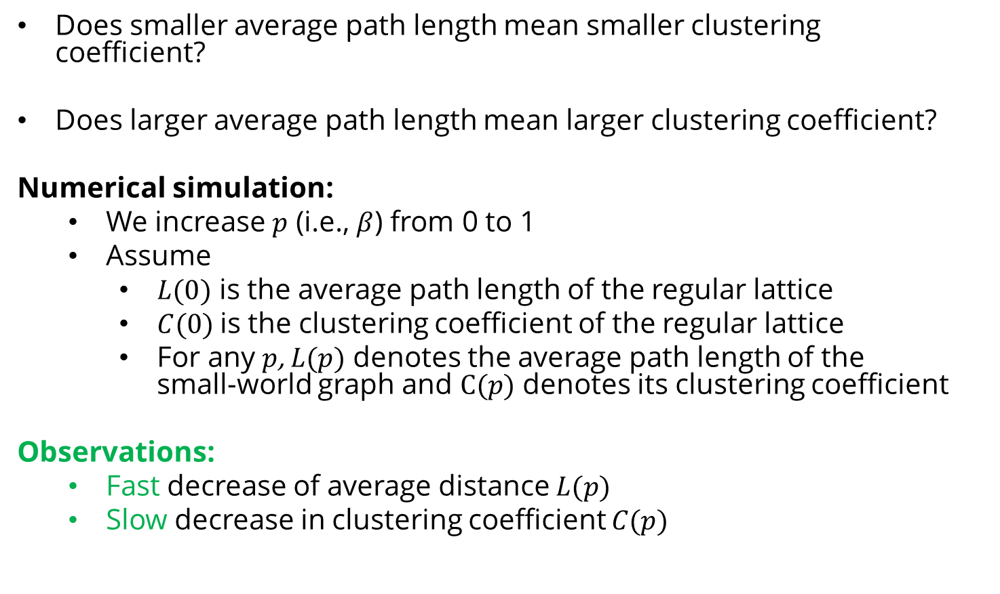 • Does smaller average path length mean smaller clustering
coefficient?
• Does larger average path length mean larger clustering coefficient?
Numerical simulation:
• We increase p (i.e., β) from 0 to 1
• Assume
• L(0) is the average path length of the regular lattice
• C(0) is the clustering coefficient of the regular lattice
• For any p, L(p) denotes the average path length of the
small-world graph and C(p) denotes its clustering coefficient
Observations:
• Fast decrease of average distance L(p)
• Slow decrease in clustering coefficient C(p)